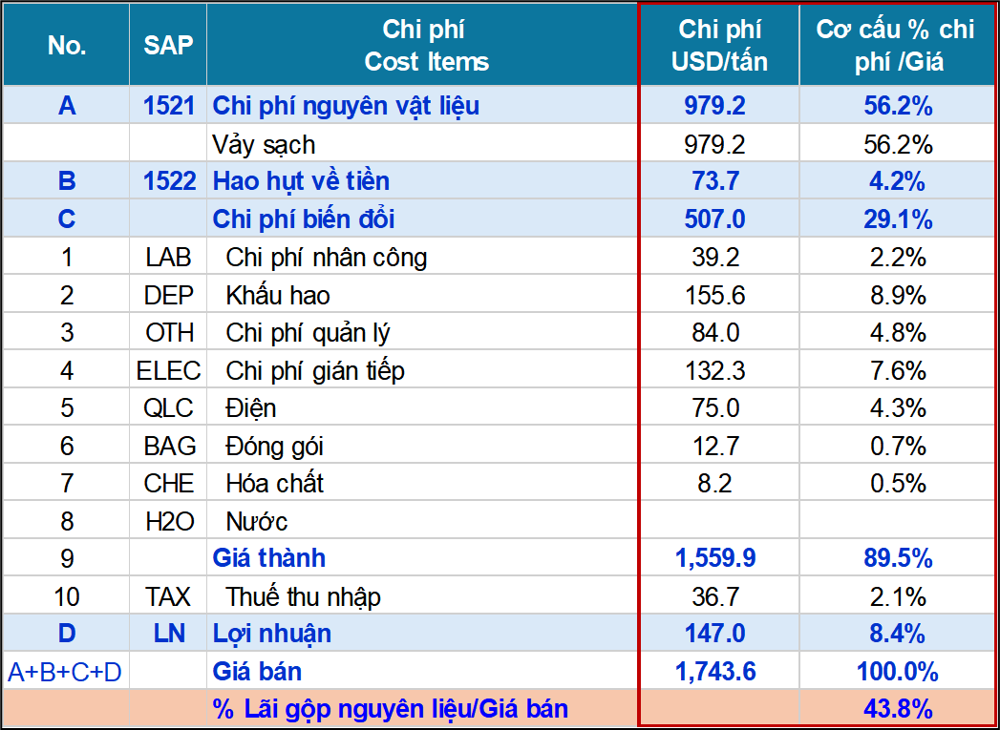 No. SAP Chi phí Cost Items Chi phí USD/tấn Cơ cấu % chi phí /Giá
A 1521 Chi phí nguyên vật liệu 979.2 56.2%
Vảy sạch 979.2 56.2%
B 1522 Hao hụt về tiền 73.7 4.2%
C Chi phí biến đổi 507.0 29.1%
1 LAB Chi phí nhân công 39.2 2.2%
2 DEP Khấu hao 155.6 8.9%
3 OTH Chi phí quản lý 84.0 4.8%
4 ELEC Chi phí gián tiếp 132.3 7.6%
5 QLC Điện 75.0 4.3%
6 BAG Đóng gói 12.7 0.7%
7 CHE Hóa chất 8.2 0.5%
8 H2O Nước
9 Giá thành 1,559.9 89.5%
10 TAX Thuế thu nhập 36.7 2.1%
D LN Lợi nhuận 147.0 8.4%
A+B+C+D Giá bán 1,743.6 100.0%
% Lãi gộp nguyên liệu/Giá bán 43.8%